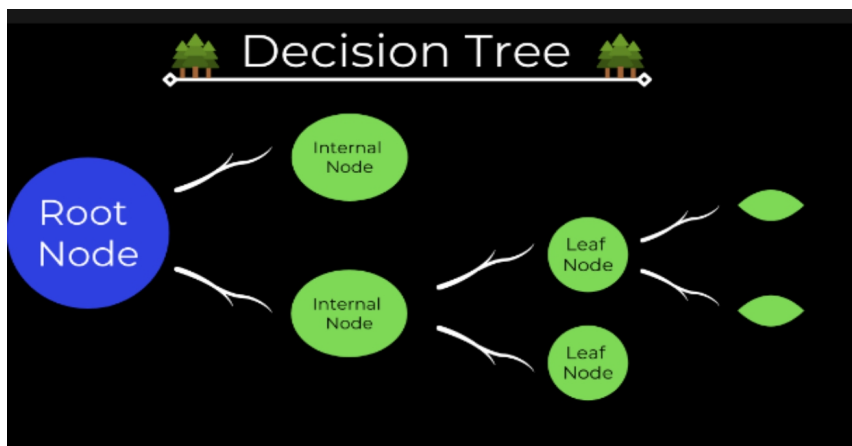 Decision Tree
Internal
Node
Root
Node
Leaf
Node
Internal
Node
Leaf
Node